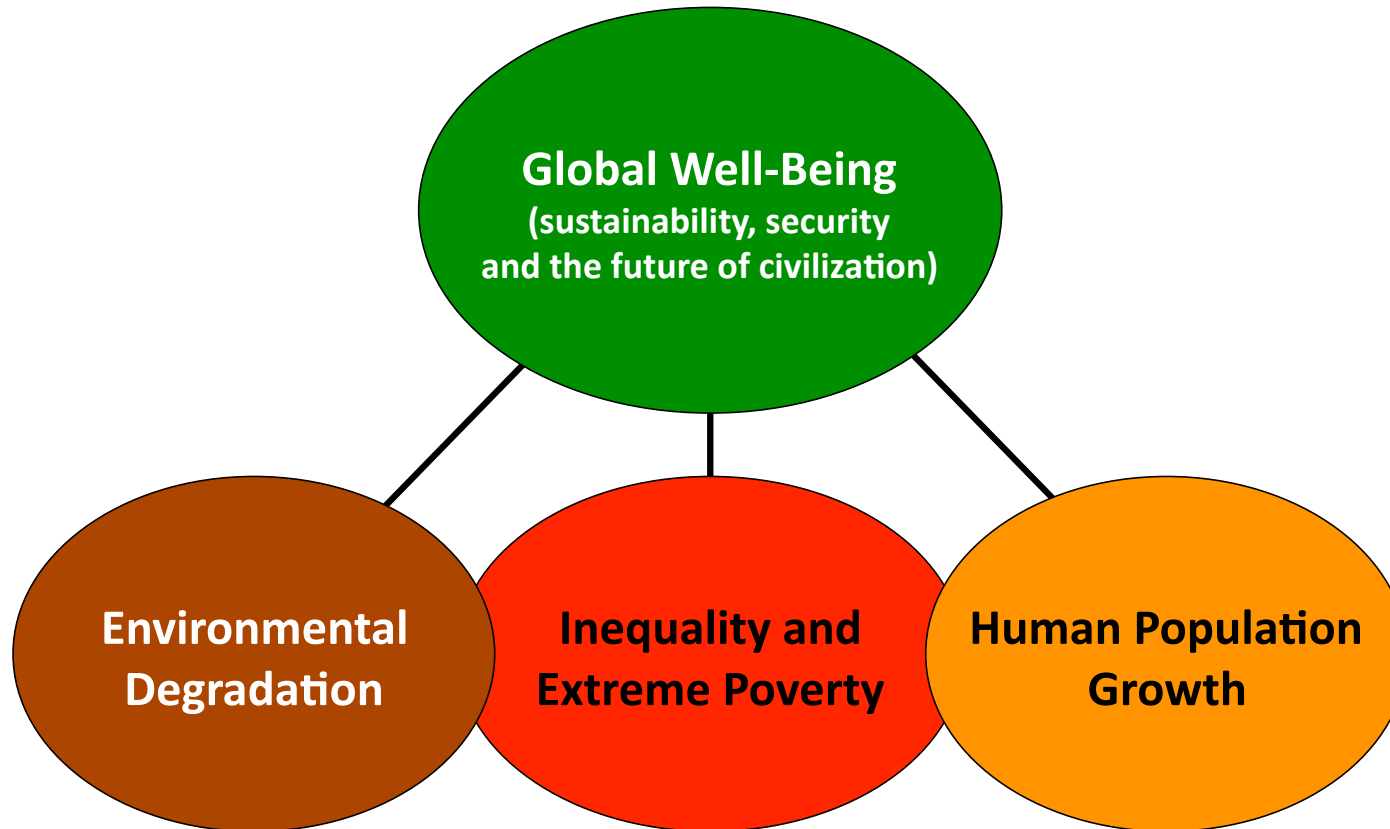 Global Well-Being
(sustainability, security
and the future of civilization)
Environmental
Degradation
Inequality and
Extreme Poverty
Human Population
Growth